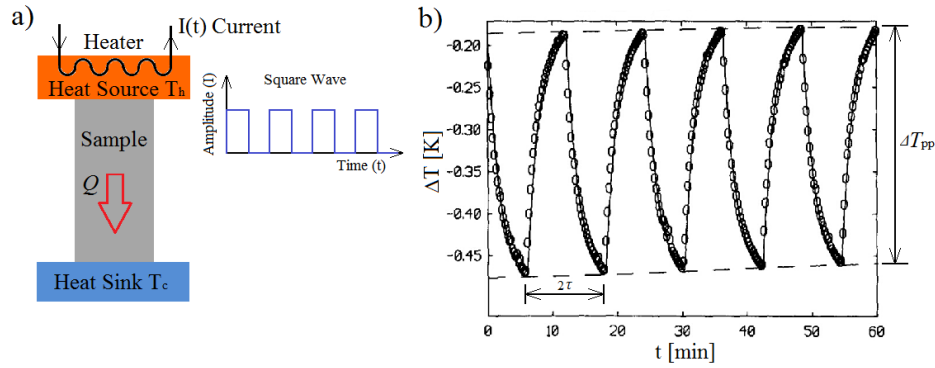 a)
I(t) Current
Heater
Heat Source Th
Sample
Q
Heat Sink Tc
Square Wave
Amplitude (I)
Time (t)
b)
ΔT [K]
-0.20
-0.25
-0.30
-0.35
-0.40
-0.45
2τ
ΔTpp
0 10 20 30 40 50 60
t [min]